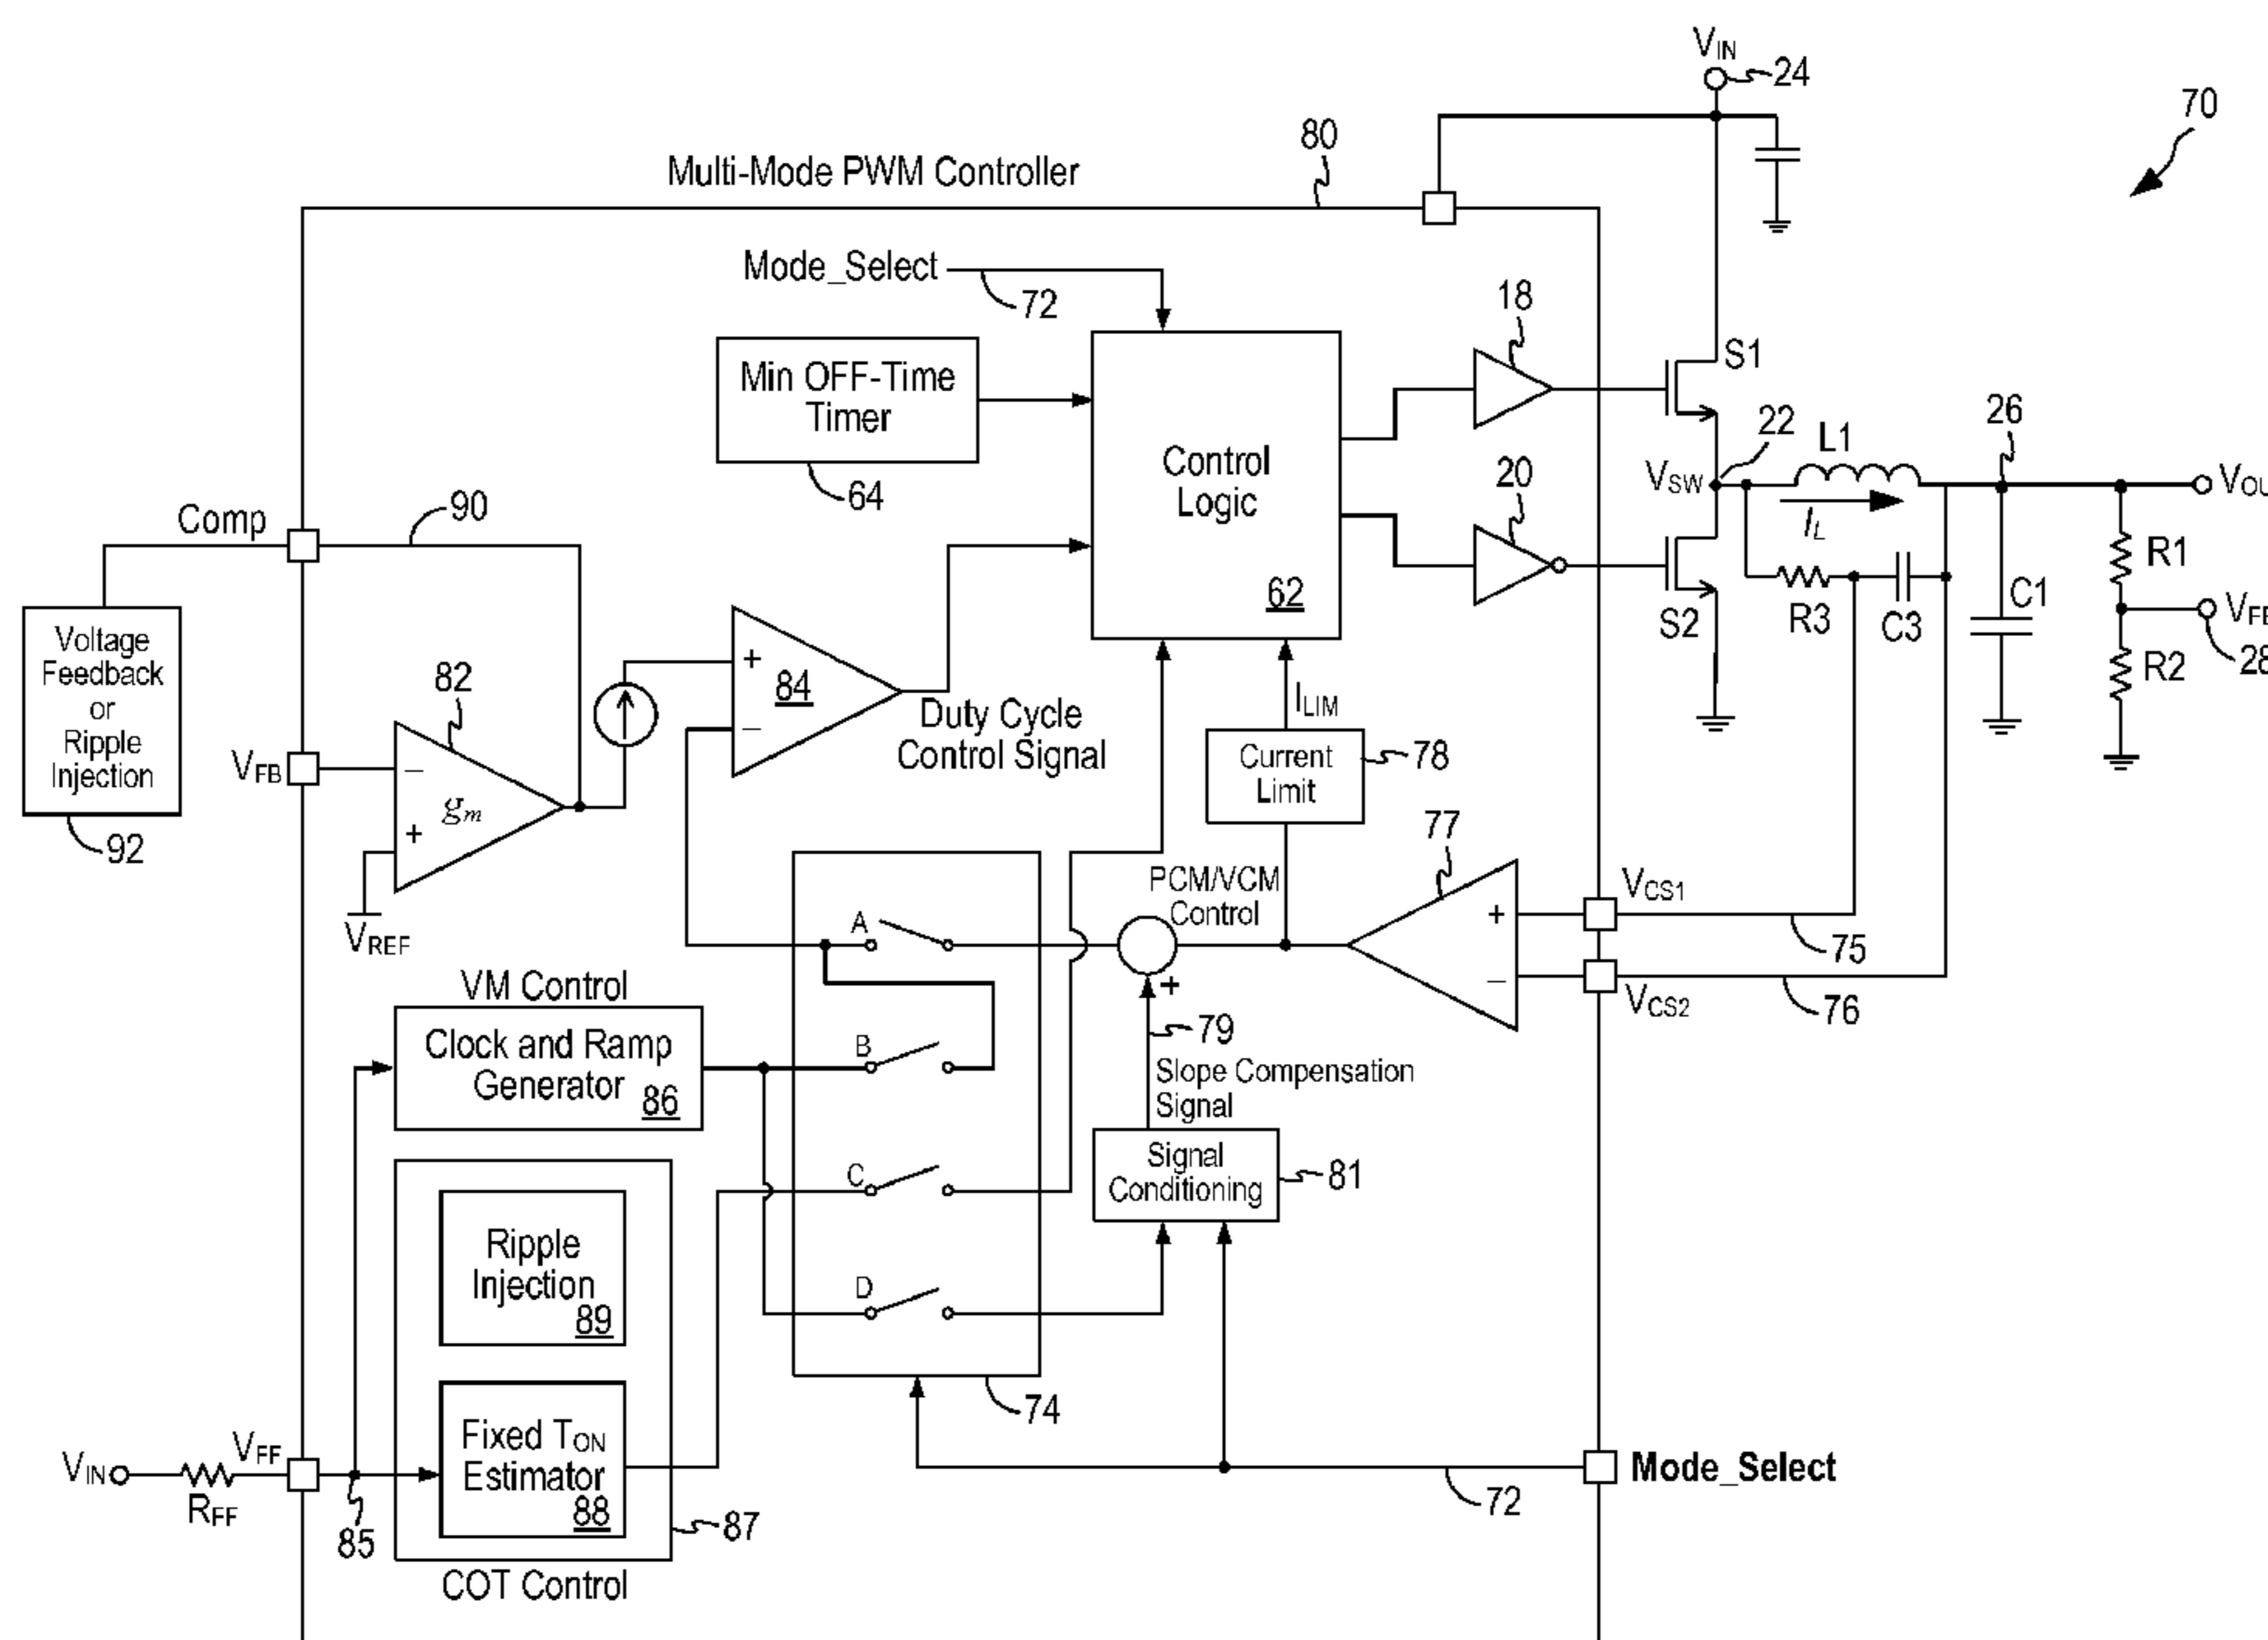 VIN
24
70
80
Multi-Mode PWM Controller
Mode_Select
72
18
S1
Min OFF-Time
Timer
64
Control
Logic
62
20
22
VSW
L1
26
IL
VOU
R1
C1
R3
C3
S2
VFB
28
R2
Comp
90
Voltage
Feedback
or
Ripple
Injection
92
82
VFB
−
gm
+
VREF
+
84
−
Duty Cycle
Control Signal
ILIM
Current
Limit
78
77
PCM/VCM
Control
+
−
VCS1
75
VCS2
76
A
B
C
D
+
79
Slope Compensation
Signal
Signal
Conditioning
81
VM Control
Clock and Ramp
Generator
86
Ripple
Injection
89
Fixed TON
Estimator
88
87
COT Control
74
VIN
RFF
VFF
85
72
Mode_Select